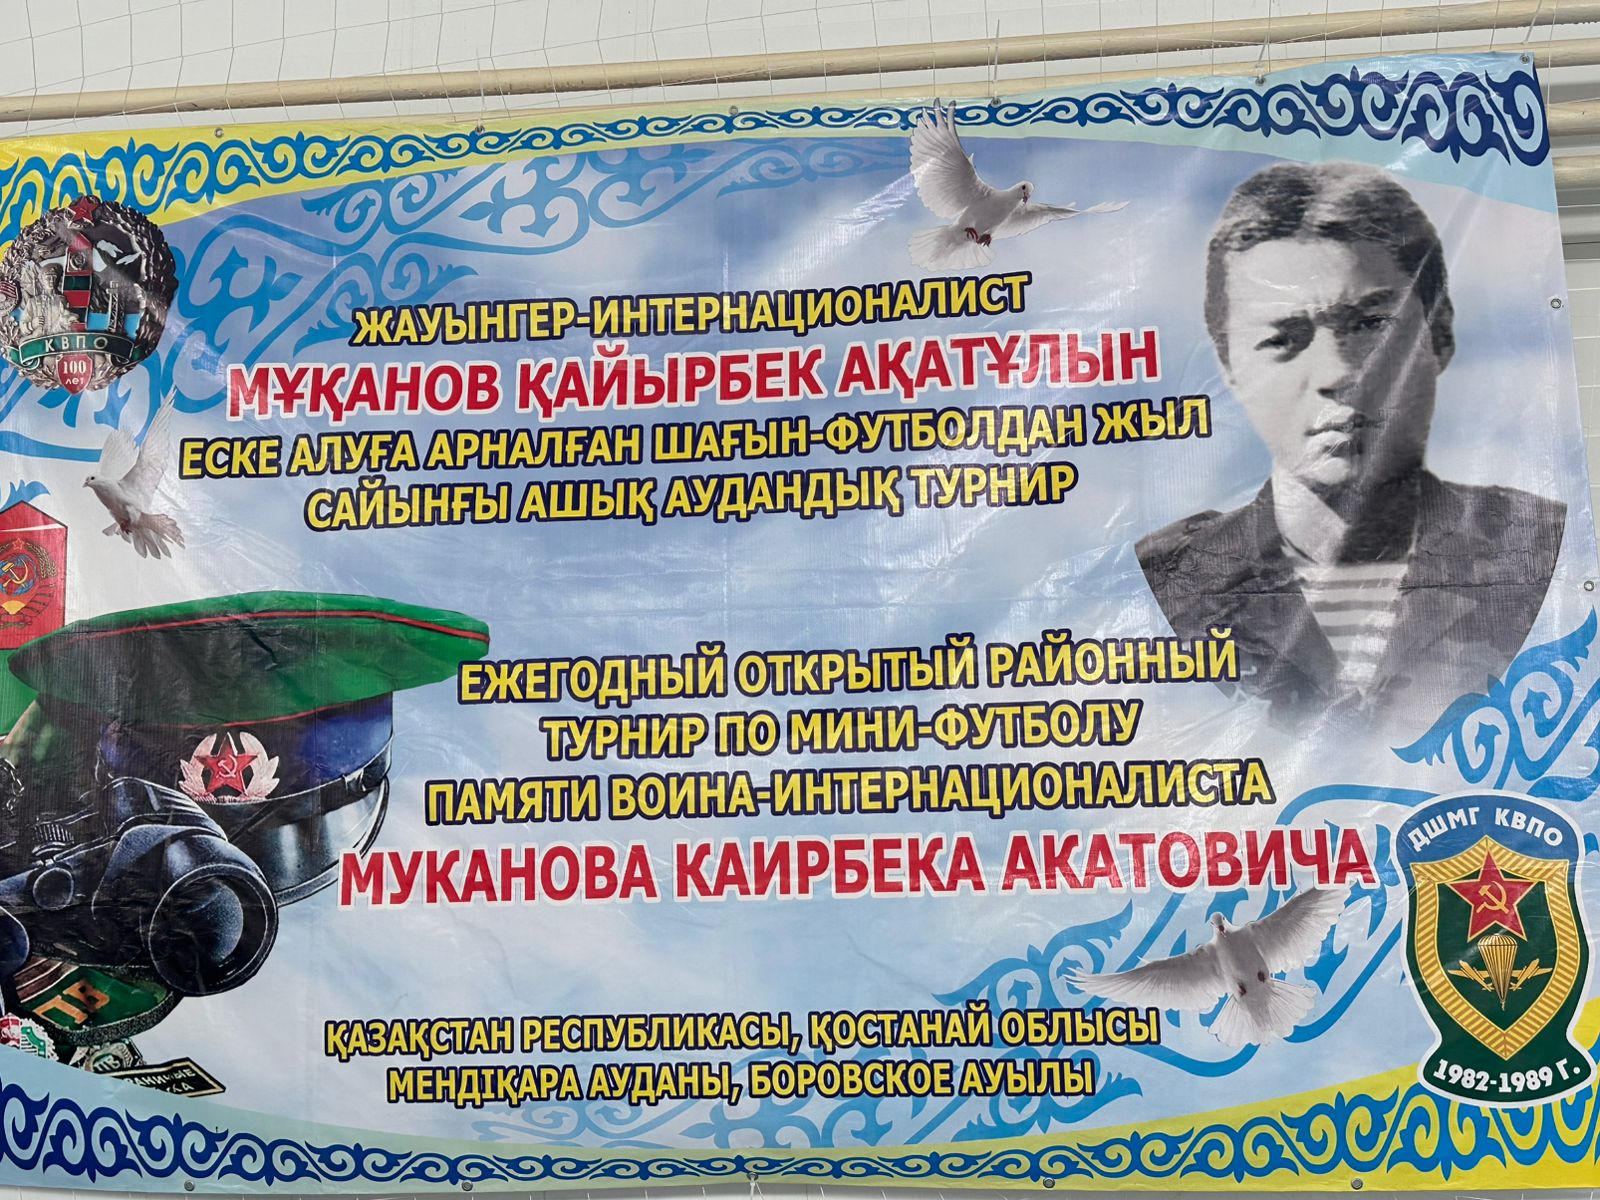 КВПО
100
лет
ЖАУЫНГЕР-ИНТЕРНАЦИОНАЛИСТ
МҰҚАНОВ ҚАЙЫРБЕК АҚАТҰЛЫН
ЕСКЕ АЛУҒА АРНАЛҒАН ШАҒЫН-ФУТБОЛДАН ЖЫЛ
САЙЫНҒЫ АШЫҚ АУДАНДЫҚ ТУРНИР
ЕЖЕГОДНЫЙ ОТКРЫТЫЙ РАЙОННЫЙ
ТУРНИР ПО МИНИ-ФУТБОЛУ
ПАМЯТИ ВОИНА-ИНТЕРНАЦИОНАЛИСТА
МУКАНОВА КАИРБЕКА АКАТОВИЧА
ПВ
ҚАЗАҚСТАН РЕСПУБЛИКАСЫ, ҚОСТАНАЙ ОБЛЫСЫ
МЕНДІҚАРА АУДАНЫ, БОРОВСКОЕ АУЫЛЫ
ДШМГ КВПО
1982-1989 Г.